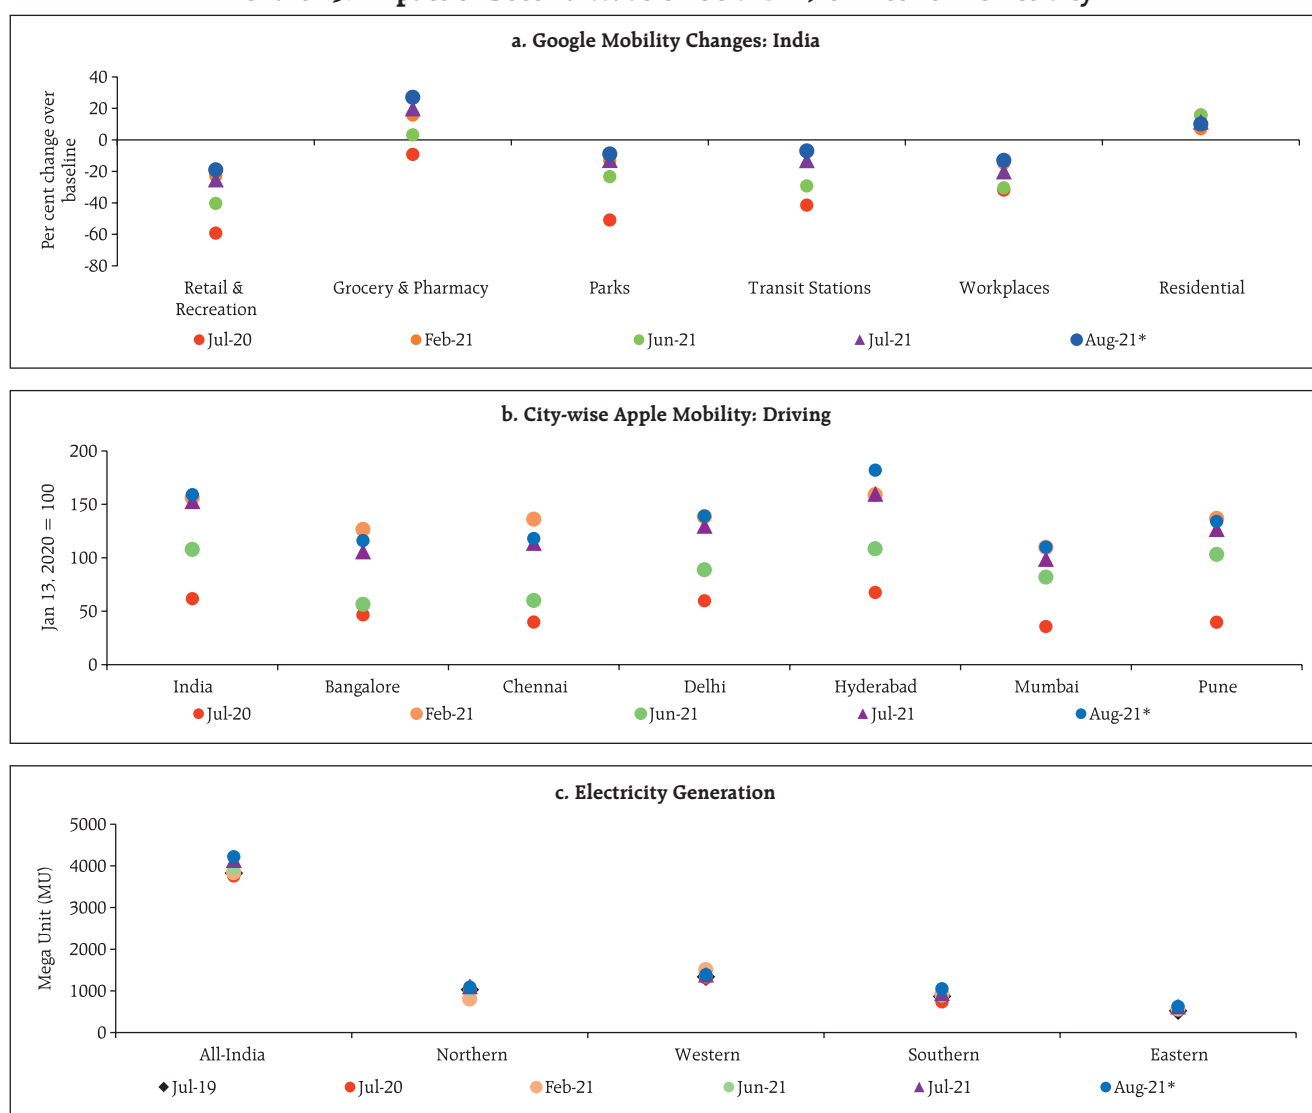 a. Google Mobility Changes: India
Per cent change over
baseline
40
20
0
-20
-40
-60
-80
Retail &
Recreation
Grocery & Pharmacy
Parks
Transit Stations
Workplaces
Residential
Jul-20
Feb-21
Jun-21
Jul-21
Aug-21*
b. City-wise Apple Mobility: Driving
Jan 13, 2020 = 100
200
150
100
50
0
India
Bangalore
Chennai
Delhi
Hyderabad
Mumbai
Pune
Jul-20
Feb-21
Jun-21
Jul-21
Aug-21*
c. Electricity Generation
Mega Unit (MU)
5000
4000
3000
2000
1000
0
All-India
Northern
Western
Southern
Eastern
Jul-19
Jul-20
Feb-21
Jun-21
Jul-21
Aug-21*